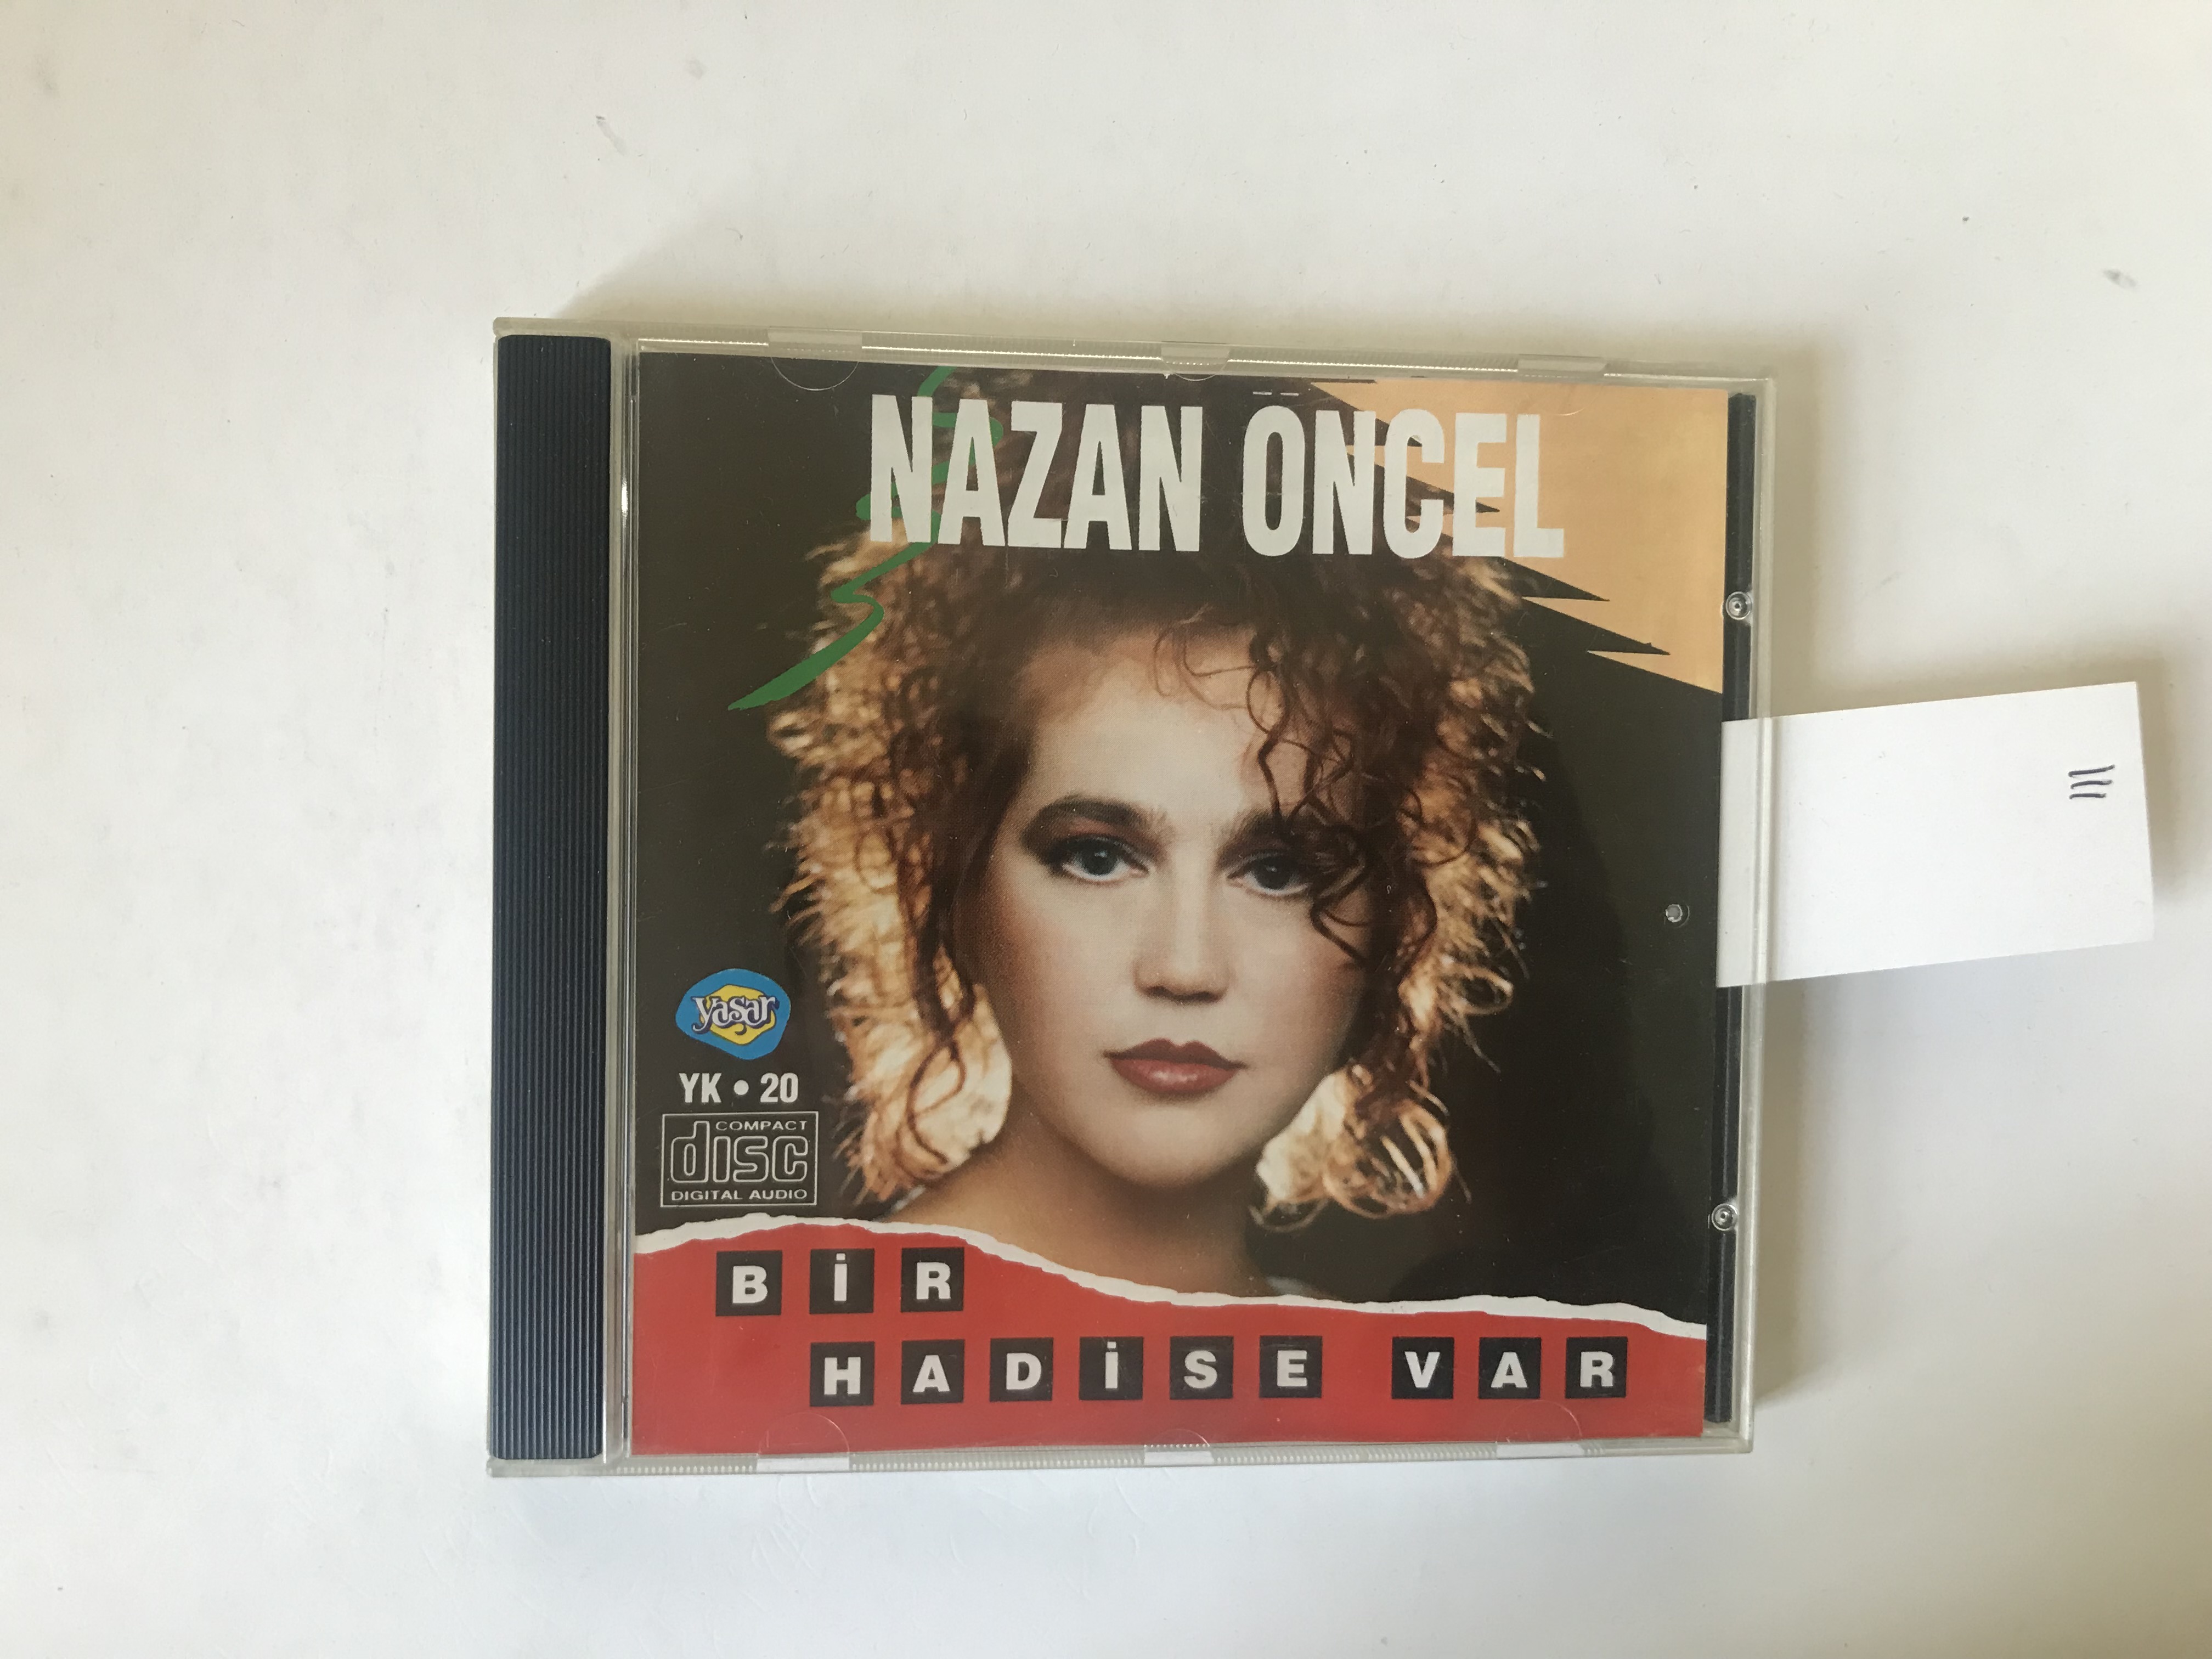 NAZAN ÖNCEL
yaşar
YK • 20
COMPACT
disc
DIGITAL AUDIO
BİR
HADİSE VAR